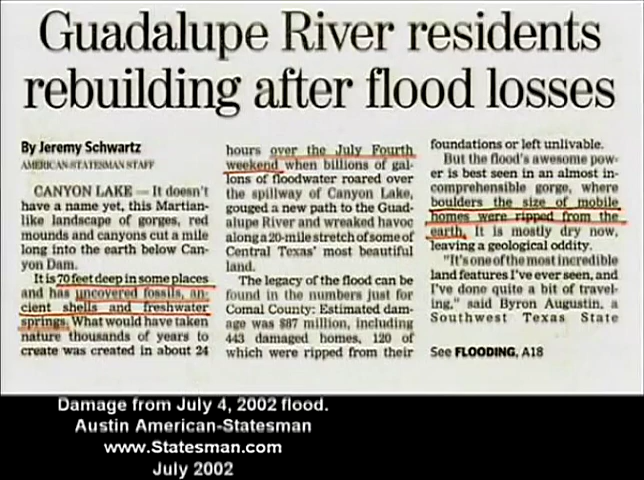 Guadalupe River residents
rebuilding after flood losses
By Jeremy Schwartz
AMERICAN-STATESMAN STAFF
CANYON LAKE — It doesn't
have a name yet, this Martian-
like landscape of gorges, red
mounds and canyons cut a mile
long into the earth below Can-
yon Dam.
It is 70 feet deep in some places
and has uncovered fossils, an-
cient shells and freshwater
springs. What would have taken
nature thousands of years to
create was created in about 24
hours over the July Fourth
weekend when billions of gal-
lons of floodwater roared over
the spillway of Canyon Lake,
gouged a new path to the Guad-
alupe River and wreaked havoc
along a 20-mile stretch of some of
Central Texas' most beautiful
land.
The legacy of the flood can be
found in the numbers just for
Comal County: Estimated dam-
age was $87 million, including
443 damaged homes, 120 of
which were ripped from their
foundations or left unlivable.
But the flood's awesome pow-
er is best seen in an almost in-
comprehensible gorge, where
boulders the size of mobile
homes were ripped from the
earth. It is mostly dry now,
leaving a geological oddity.
"It's one of the most incredible
land features I've ever seen, and
I've done quite a bit of travel-
ing," said Byron Augustin, a
Southwest Texas State
See FLOODING, A18
Damage from July 4, 2002 flood.
Austin American-Statesman
www.Statesman.com
July 2002